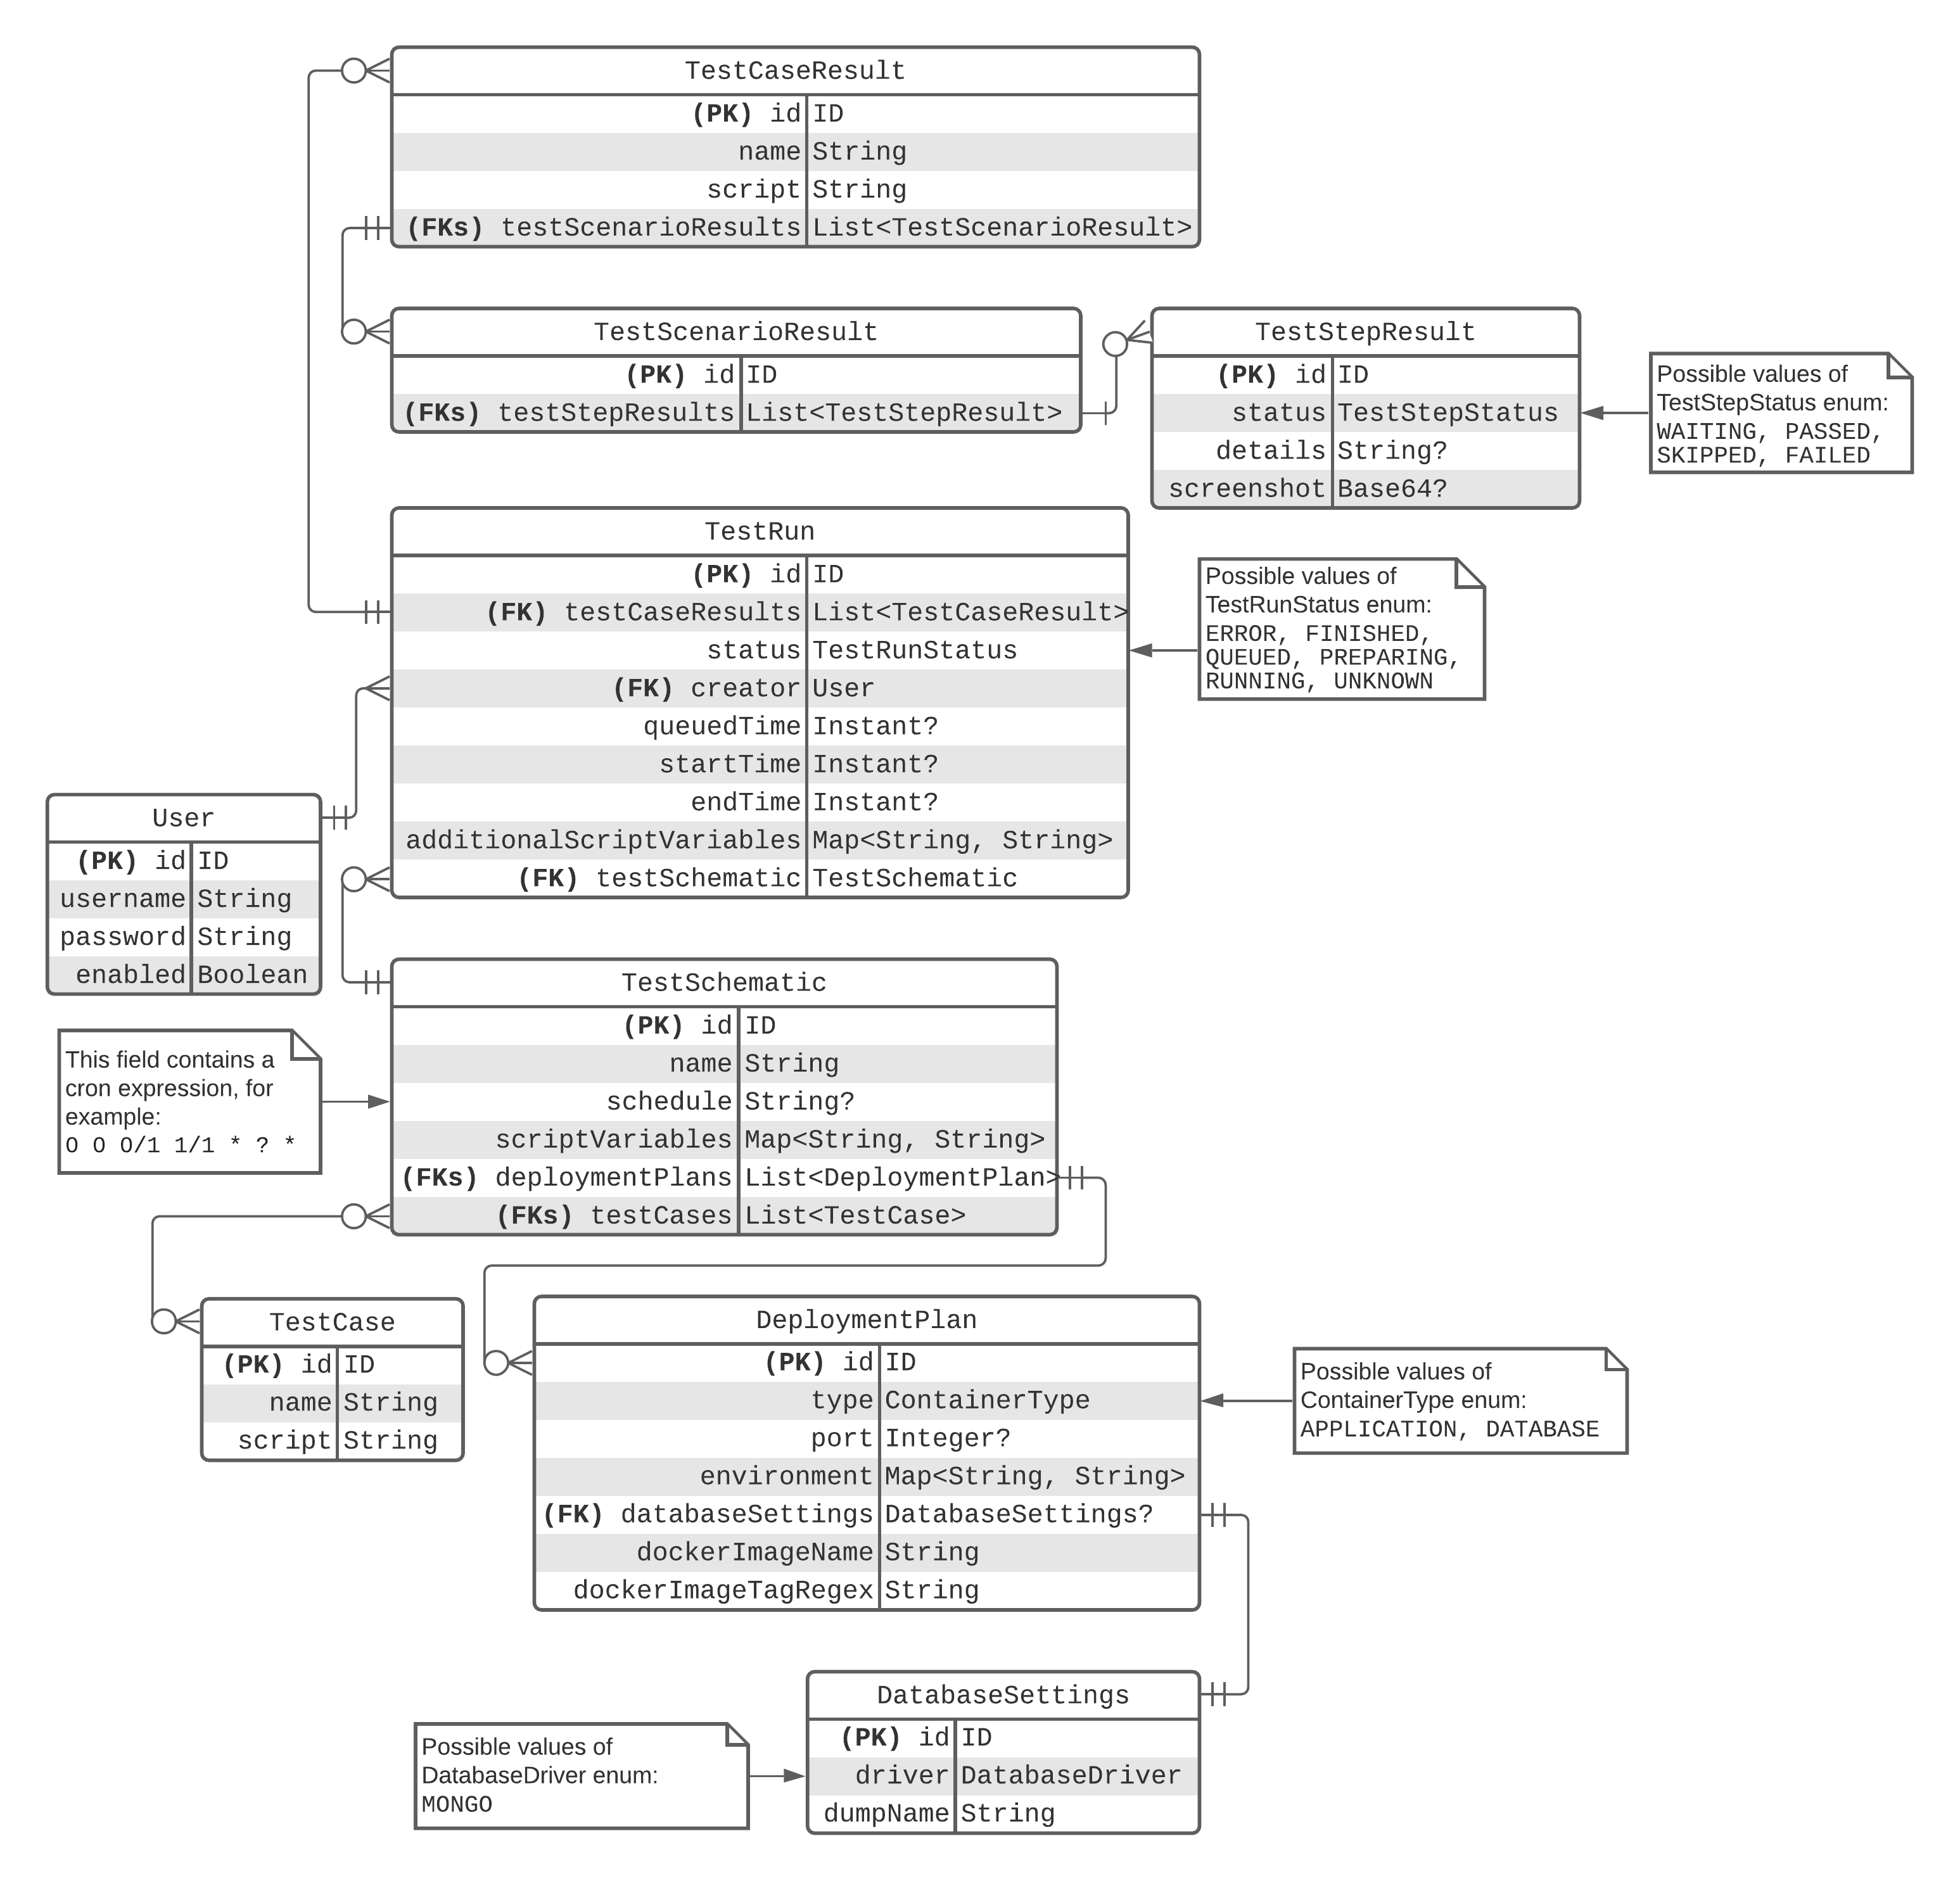 TestCaseResult
(PK) id ID
name String
script String
(FKs) testScenarioResults List<TestScenarioResult>
TestScenarioResult
(PK) id ID
(FKs) testStepResults List<TestStepResult>
TestStepResult
(PK) id ID
status TestStepStatus
details String?
screenshot Base64?
Possible values of
TestStepStatus enum:
WAITING, PASSED,
SKIPPED, FAILED
TestRun
(PK) id ID
(FK) testCaseResults List<TestCaseResult>
status TestRunStatus
(FK) creator User
queuedTime Instant?
startTime Instant?
endTime Instant?
additionalScriptVariables Map<String, String>
(FK) testSchematic TestSchematic
Possible values of
TestRunStatus enum:
ERROR, FINISHED,
QUEUED, PREPARING,
RUNNING, UNKNOWN
User
(PK) id ID
username String
password String
enabled Boolean
TestSchematic
(PK) id ID
name String
schedule String?
scriptVariables Map<String, String>
(FKs) deploymentPlans List<DeploymentPlan>
(FKs) testCases List<TestCase>
This field contains a
cron expression, for
example:
0 0 0/1 1/1 * ? *
TestCase
(PK) id ID
name String
script String
DeploymentPlan
(PK) id ID
type ContainerType
port Integer?
environment Map<String, String>
(FK) databaseSettings DatabaseSettings?
dockerImageName String
dockerImageTagRegex String
Possible values of
ContainerType enum:
APPLICATION, DATABASE
DatabaseSettings
(PK) id ID
driver DatabaseDriver
dumpName String
Possible values of
DatabaseDriver enum:
MONGO